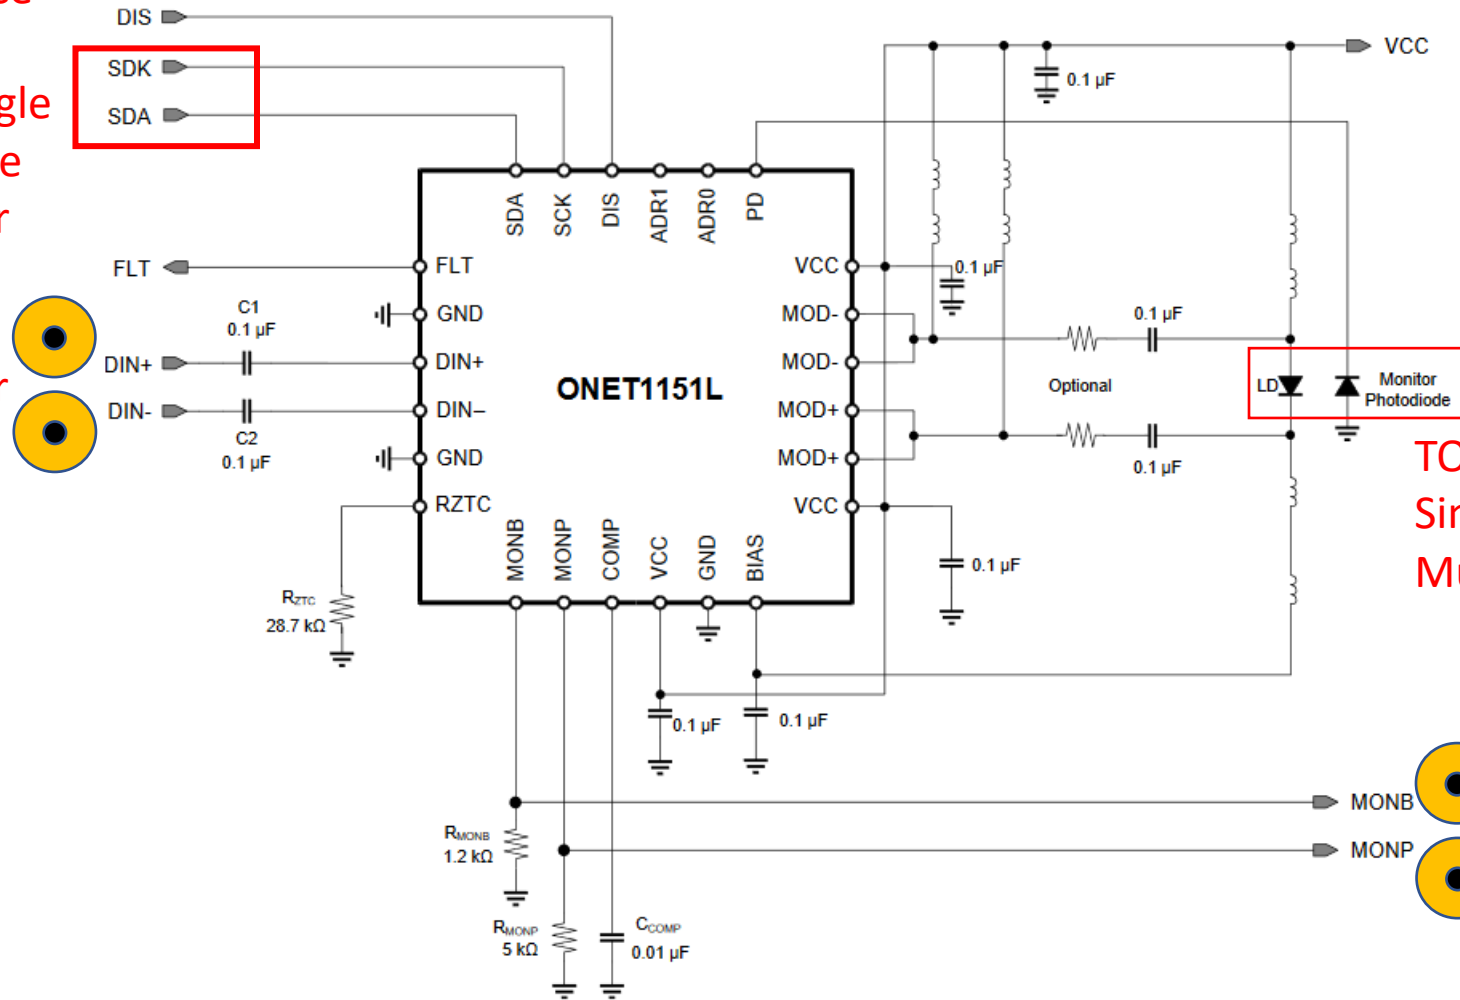 DIS
SDK
SDA
VCC
0.1 µF
SDA
SCK
DIS
ADR1
ADR0
PD
FLT
FLT
VCC
0.1 µF
C1
0.1 µF
GND
MOD-
0.1 µF
DIN+
DIN+
MOD-
ONET1151L
Optional
LD
Monitor
Photodiode
DIN-
DIN–
MOD+
C2
0.1 µF
GND
MOD+
0.1 µF
RZTC
VCC
MONB
MONP
COMP
VCC
GND
BIAS
0.1 µF
RZTC
28.7 kΩ
0.1 µF
0.1 µF
MONB
RMONB
1.2 kΩ
MONP
RMONP
5 kΩ
CCOMP
0.01 µF